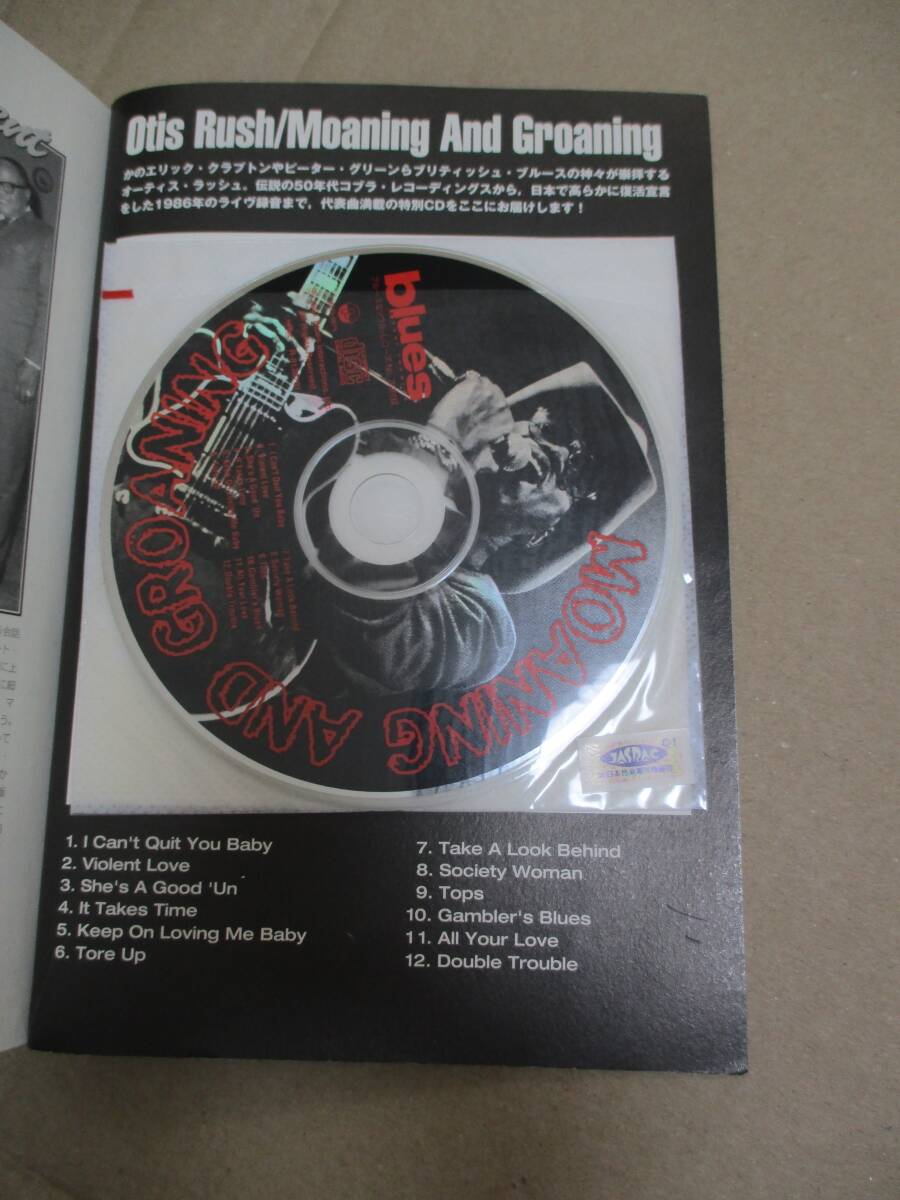 Otis Rush/Moaning And Groaning
かのエリック・クラプトンやピーター・グリーンらブリティッシュ・ブルースの神々が崇拝する
オーティス・ラッシュ。伝説の50年代コブラ・レコーディングスから，日本で高らかに復活宣言
をした1986年のライヴ録音まで，代表曲満載の特別CDをここにお届けします！
blues
MOANING AND GROANING
JASRAC
1. I Can't Quit You Baby
2. Violent Love
3. She's A Good 'Un
4. It Takes Time
5. Keep On Loving Me Baby
6. Tore Up
7. Take A Look Behind
8. Society Woman
9. Tops
10. Gambler's Blues
11. All Your Love
12. Double Trouble